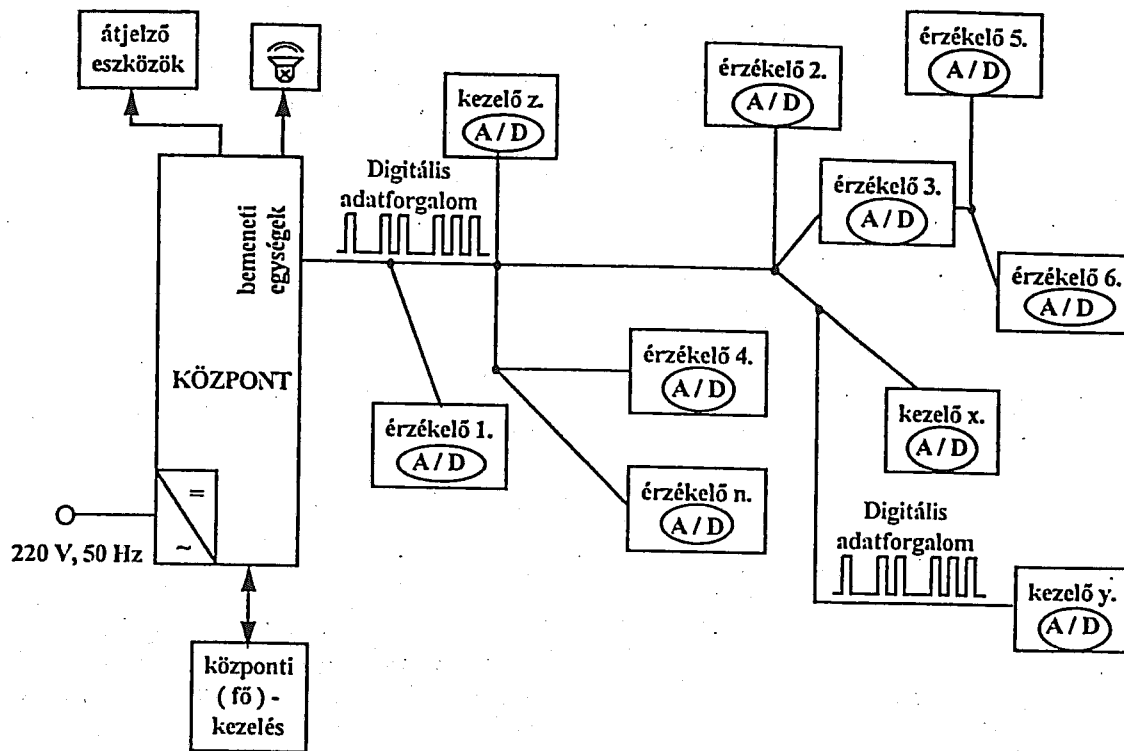 átjelző
eszközök
kezelő z.
A / D
érzékelő 2.
A / D
érzékelő 5.
A / D
Digitális
adatforgalom
érzékelő 3.
A / D
bemeneti
egységek
érzékelő 6.
A / D
KÖZPONT
érzékelő 4.
A / D
érzékelő 1.
A / D
kezelő x.
A / D
érzékelő n.
A / D
=
~
220 V, 50 Hz
Digitális
adatforgalom
kezelő y.
A / D
központi
( fő ) -
kezelés